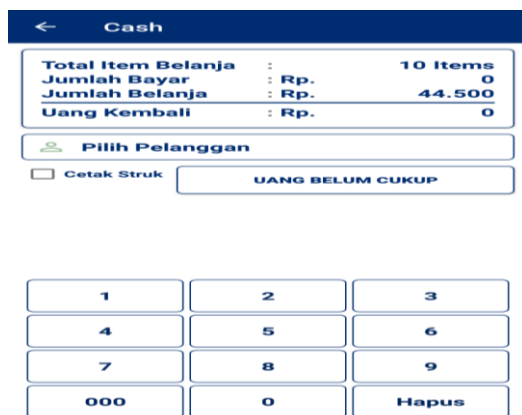 Cash
Total Item Belanja : 10 Items
Jumlah Bayar : Rp. 0
Jumlah Belanja : Rp. 44.500
Uang Kembali : Rp. 0
Pilih Pelanggan
Cetak Struk UANG BELUM CUKUP
1 2 3
4 5 6
7 8 9
000 0 Hapus